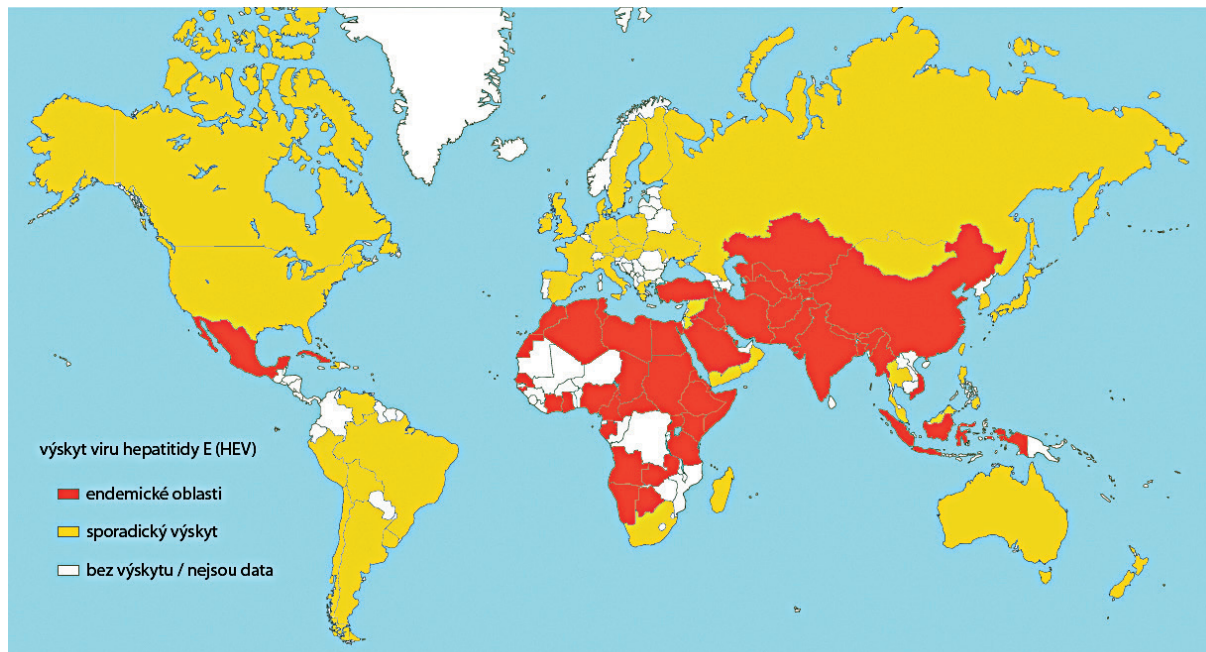 výskyt viru hepatitidy E (HEV)
endemické oblasti
sporadický výskyt
bez výskytu / nejsou data